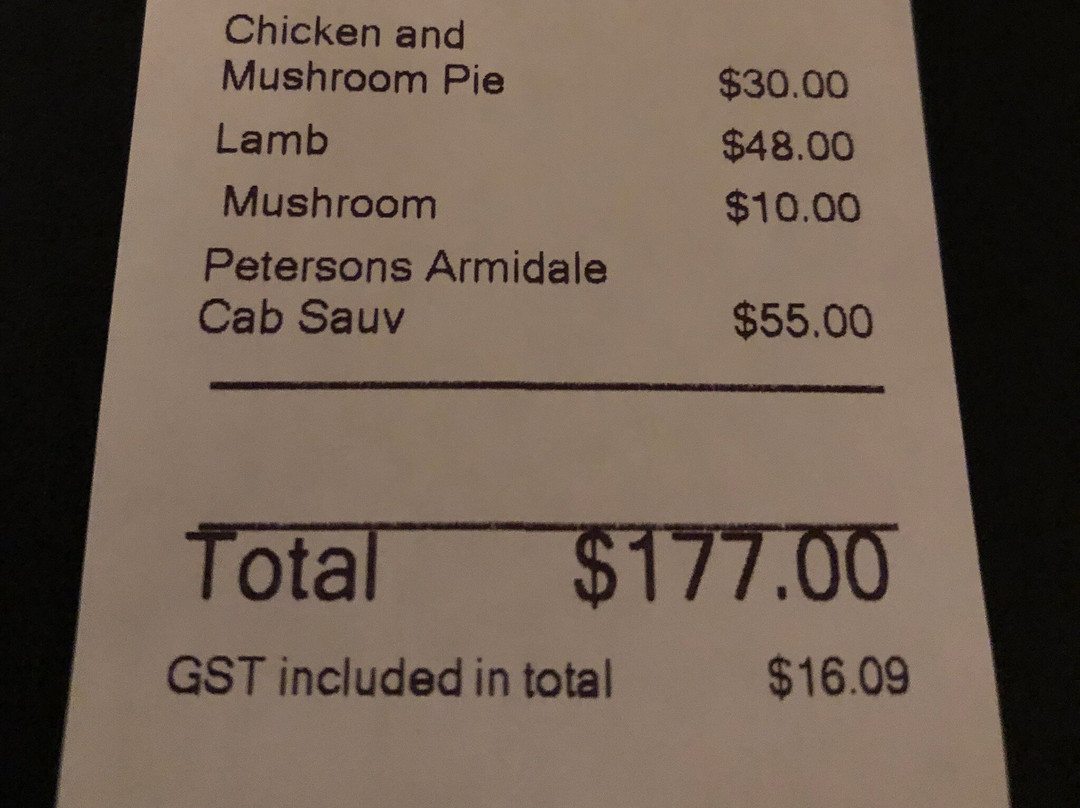 Chicken and
Mushroom Pie $30.00
Lamb $48.00
Mushroom $10.00
Petersons Armidale
Cab Sauv $55.00
Total $177.00
GST included in total $16.09